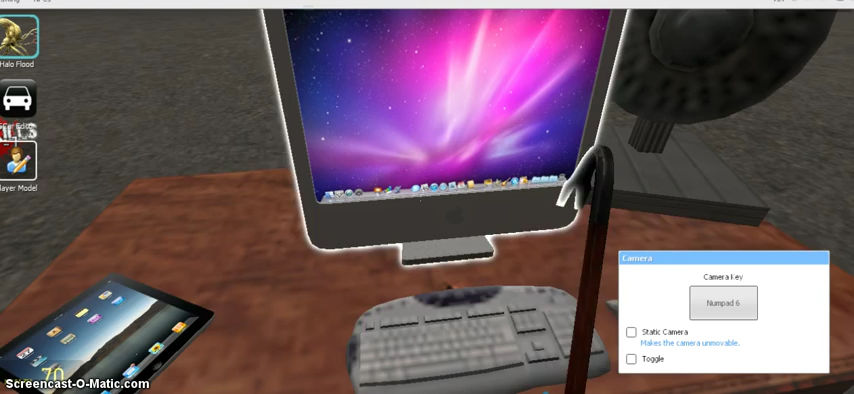 Halo Flood
Player Model
Camera
Camera Key
Numpad 6
Static Camera
Makes the camera unmovable.
Toggle
70
Screencast-O-Matic.com